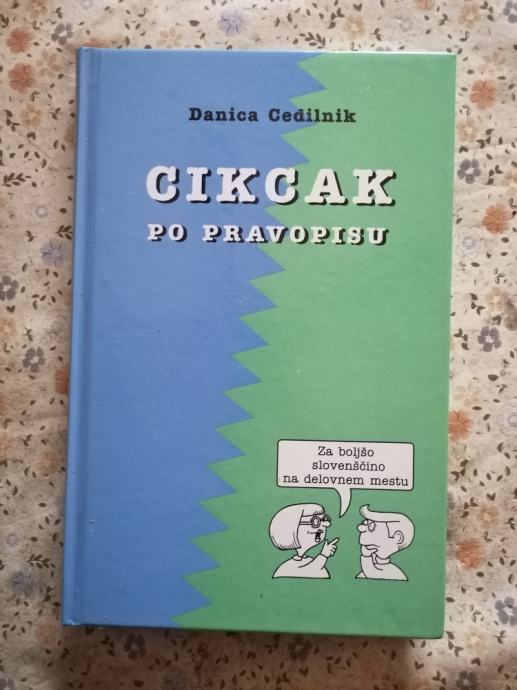 Danica Cedilnik
CIKCAK
PO PRAVOPISU
Za boljšo
slovenščino
na delovnem mestu